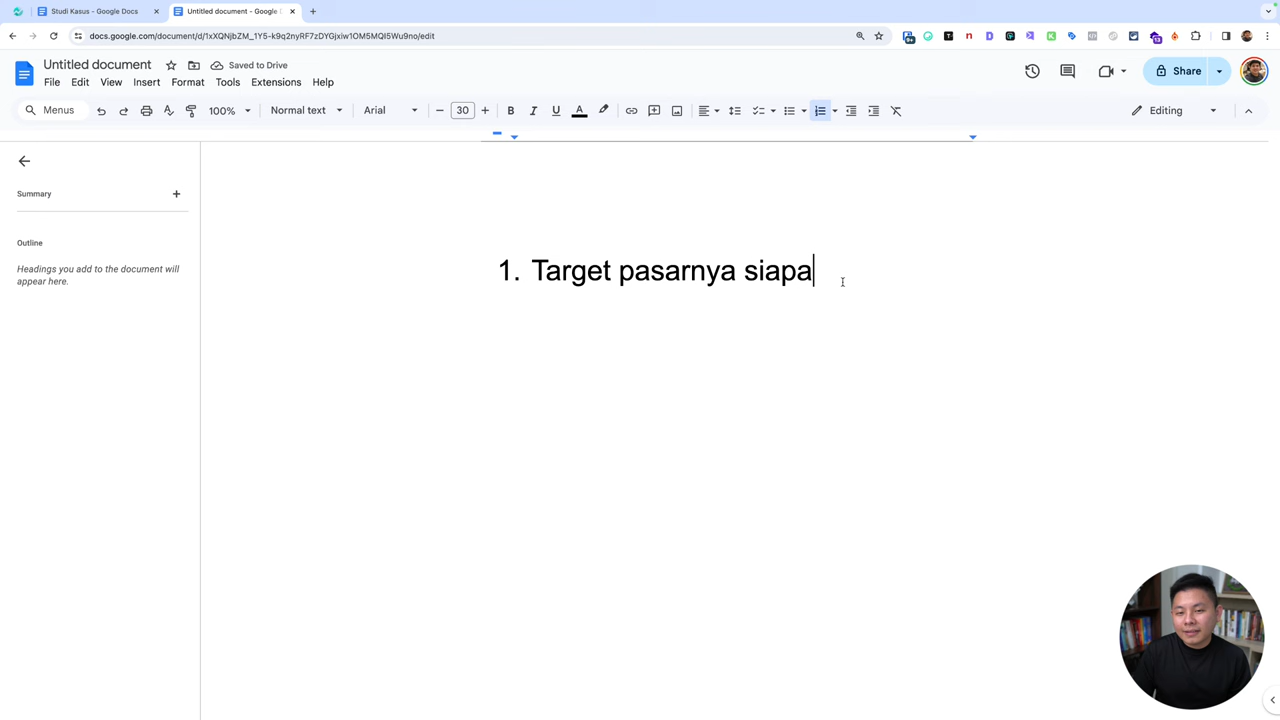 Studi Kasus - Google Docs
Untitled document - Google D
docs.google.com/document/d/1xXQNjbZM_1Y5-k9q2nyRF7zDYGjxiw1OM5MQI5Wu9no/edit
Untitled document
Saved to Drive
File Edit View Insert Format Tools Extensions Help
Share
Menus
100%
Normal text
Arial
30
Editing
Summary
Outline
Headings you add to the document will
appear here.
1. Target pasarnya siapa